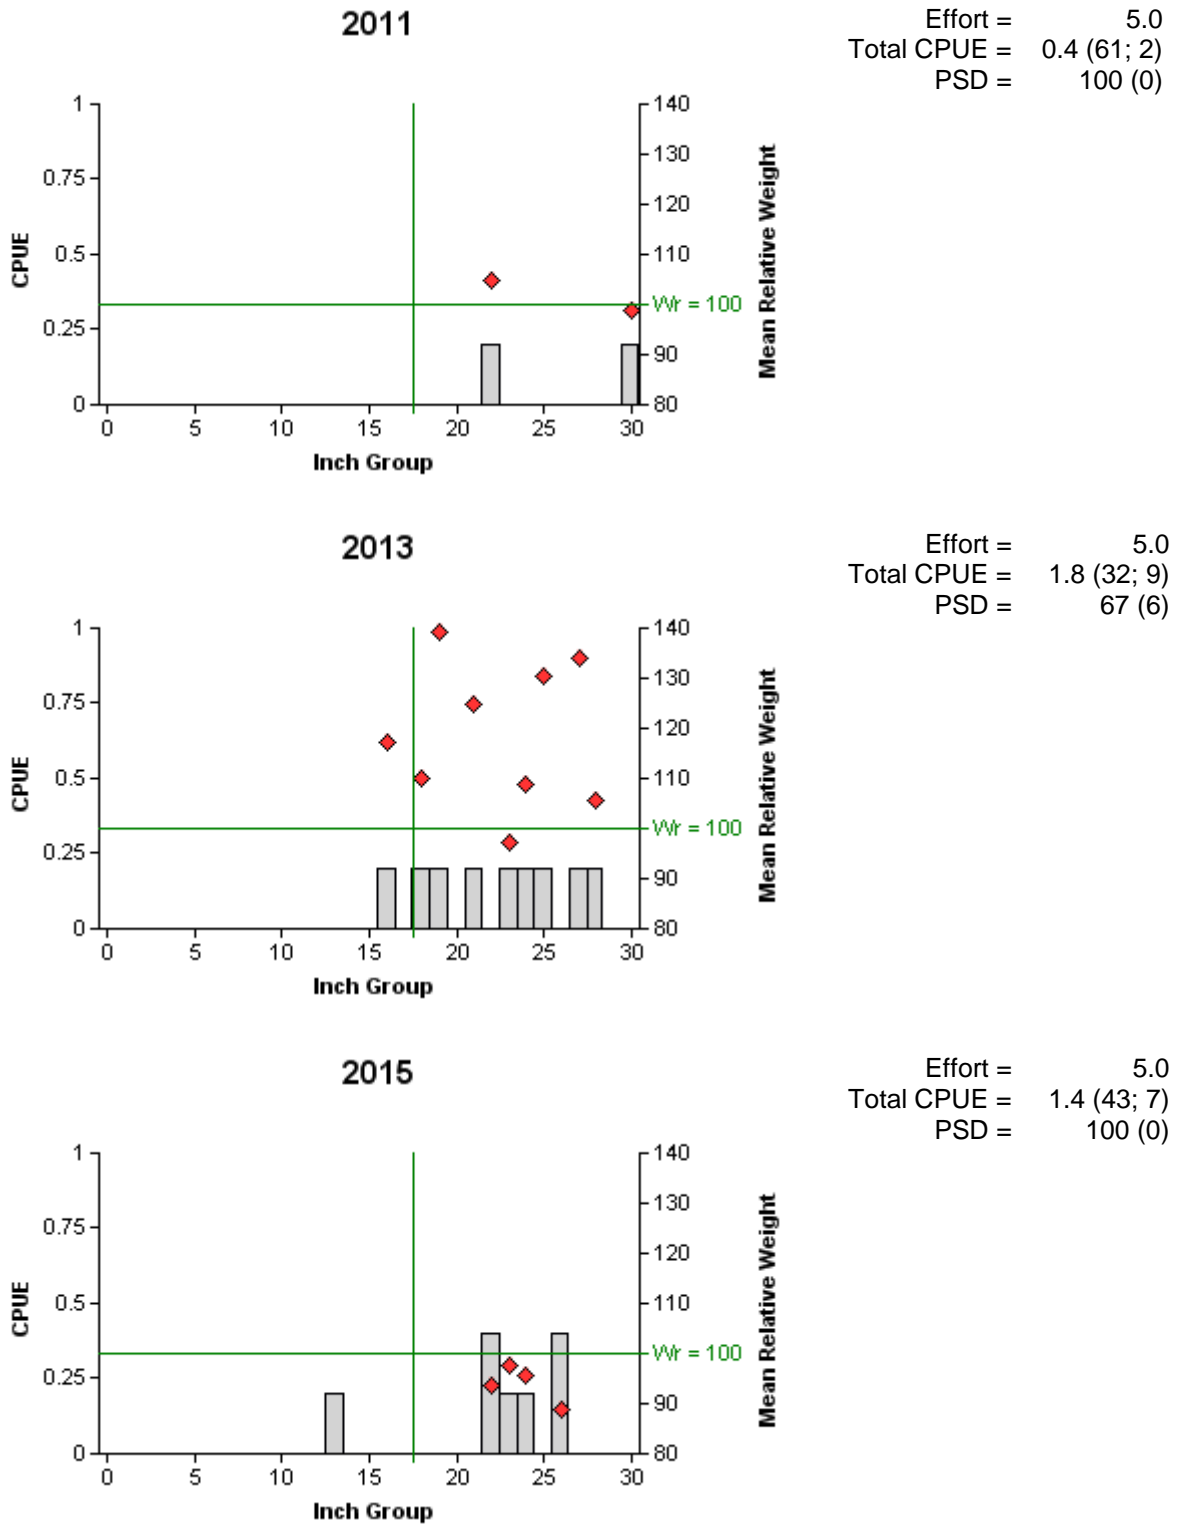 2011
Effort = 5.0
Total CPUE = 0.4 (61; 2)
PSD = 100 (0)
1
0.75
0.5
0.25
0
CPUE
140
130
120
110
Wr = 100
90
80
Mean Relative Weight
0 5 10 15 20 25 30
Inch Group
2013
Effort = 5.0
Total CPUE = 1.8 (32; 9)
PSD = 67 (6)
1
0.75
0.5
0.25
0
CPUE
140
130
120
110
Wr = 100
90
80
Mean Relative Weight
0 5 10 15 20 25 30
Inch Group
2015
Effort = 5.0
Total CPUE = 1.4 (43; 7)
PSD = 100 (0)
1
0.75
0.5
0.25
0
CPUE
140
130
120
110
Wr = 100
90
80
Mean Relative Weight
0 5 10 15 20 25 30
Inch Group